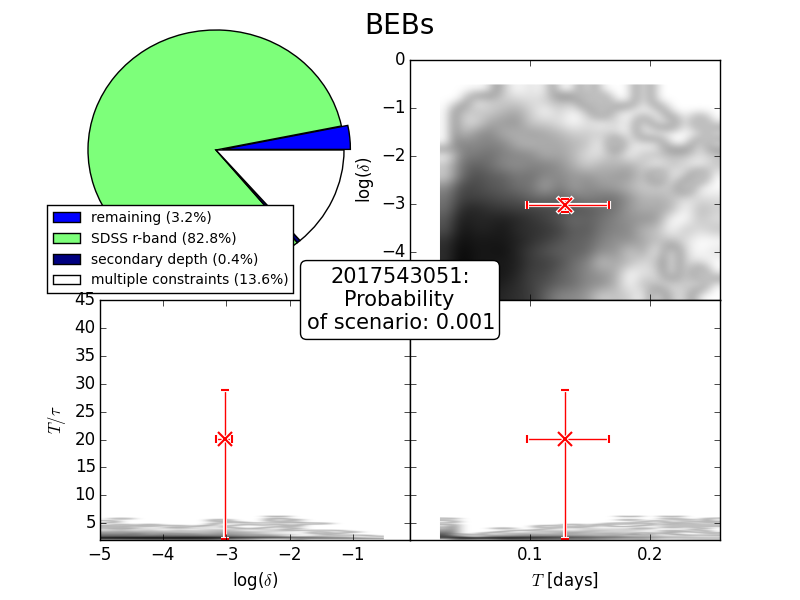 BEBs
remaining (3.2%)
SDSS r-band (82.8%)
secondary depth (0.4%)
multiple constraints (13.6%)
0
−1
−2
−3
−4
log(δ)
2017543051:
Probability
of scenario: 0.001
45
40
35
30
25
20
15
10
5
T/τ
−5 −4 −3 −2 −1
log(δ)
0.1 0.2
T [days]